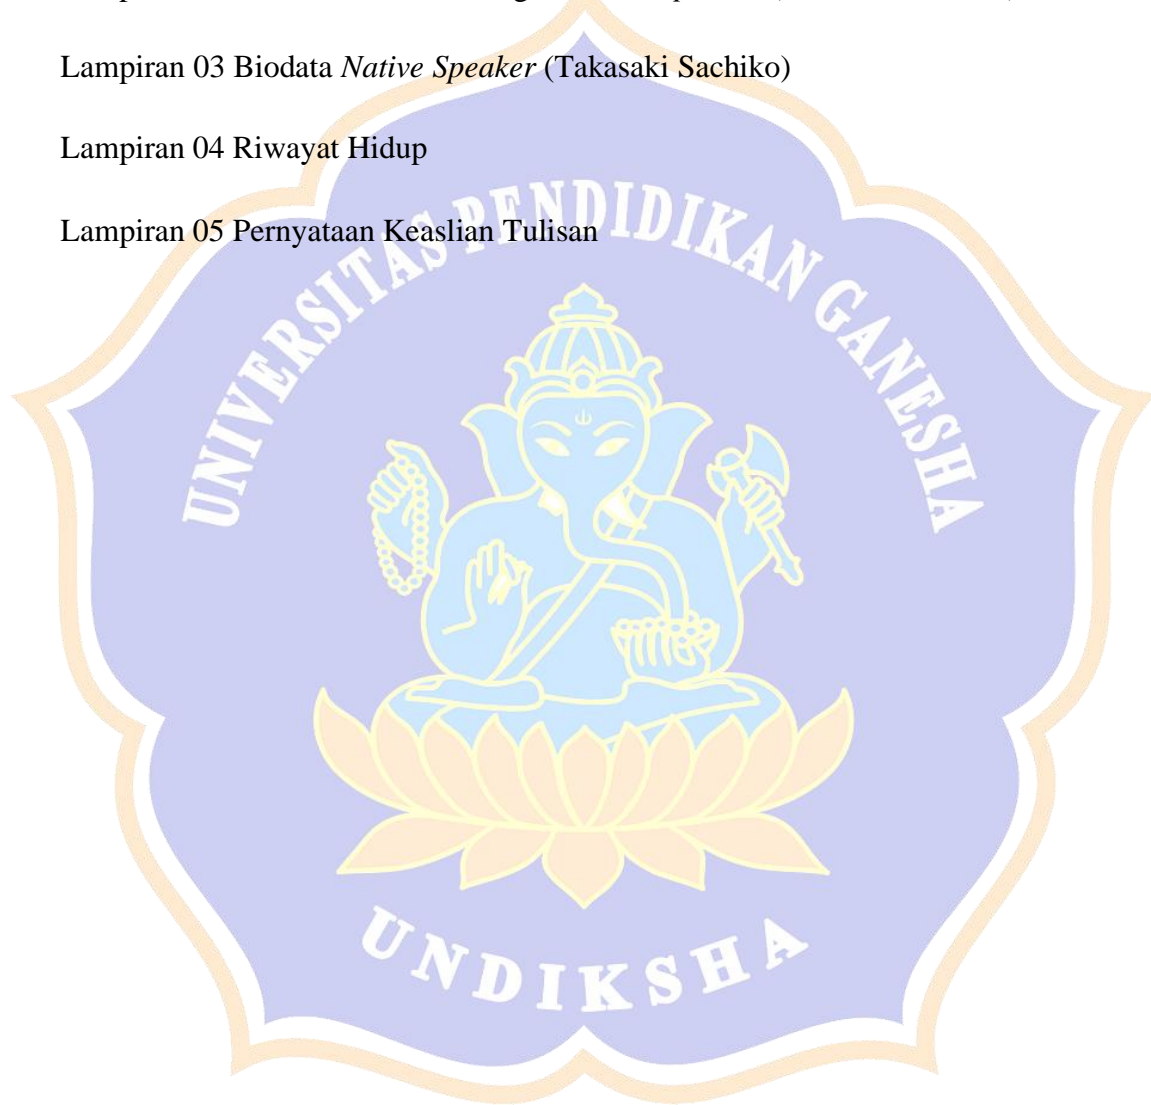 Lampiran 03 Biodata Native Speaker (Takasaki Sachiko)
Lampiran 04 Riwayat Hidup
Lampiran 05 Pernyataan Keaslian Tulisan
UNIVERSITAS PENDIDIKAN GANESHA
UNDIKSHA